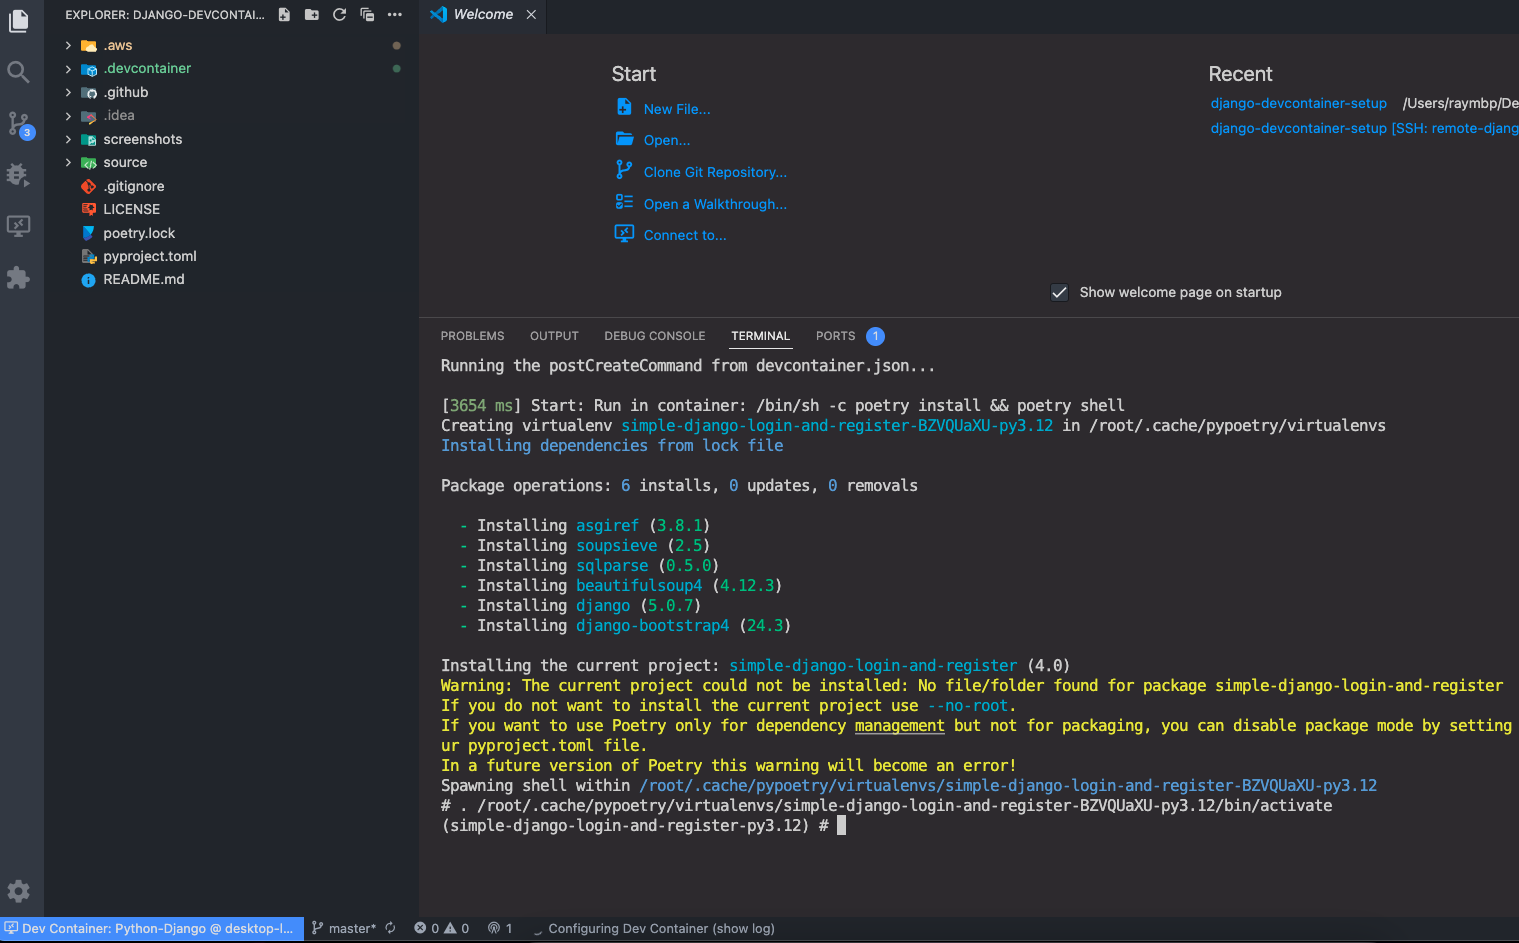 EXPLORER: DJANGO-DEVCONTAI...
.aws
.devcontainer
.github
.idea
screenshots
source
.gitignore
LICENSE
poetry.lock
pyproject.toml
README.md
3
Welcome
Start
New File...
Open...
Clone Git Repository...
Open a Walkthrough...
Connect to...
Recent
django-devcontainer-setup /Users/raymbp/De
django-devcontainer-setup [SSH: remote-django
Show welcome page on startup
PROBLEMS OUTPUT DEBUG CONSOLE TERMINAL PORTS 1
Running the postCreateCommand from devcontainer.json...
[3654 ms] Start: Run in container: /bin/sh -c poetry install && poetry shell
Creating virtualenv simple-django-login-and-register-BZVQUaXU-py3.12 in /root/.cache/pypoetry/virtualenvs
Installing dependencies from lock file
Package operations: 6 installs, 0 updates, 0 removals
- Installing asgiref (3.8.1)
- Installing soupsieve (2.5)
- Installing sqlparse (0.5.0)
- Installing beautifulsoup4 (4.12.3)
- Installing django (5.0.7)
- Installing django-bootstrap4 (24.3)
Installing the current project: simple-django-login-and-register (4.0)
Warning: The current project could not be installed: No file/folder found for package simple-django-login-and-register
If you do not want to install the current project use --no-root.
If you want to use Poetry only for dependency management but not for packaging, you can disable package mode by setting
ur pyproject.toml file.
In a future version of Poetry this warning will become an error!
Spawning shell within /root/.cache/pypoetry/virtualenvs/simple-django-login-and-register-BZVQUaXU-py3.12
# . /root/.cache/pypoetry/virtualenvs/simple-django-login-and-register-BZVQUaXU-py3.12/bin/activate
(simple-django-login-and-register-py3.12) #
Dev Container: Python-Django @ desktop-l... master* 0 0 1 Configuring Dev Container (show log)